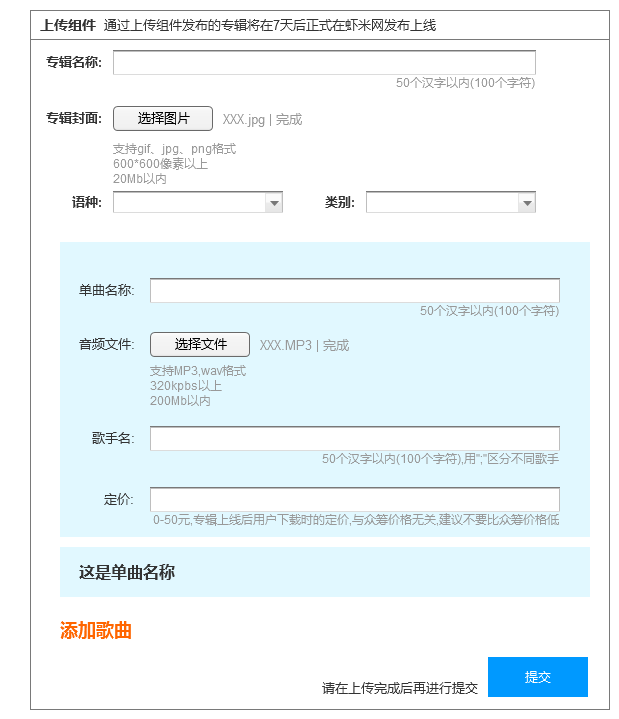 上传组件 通过上传组件发布的专辑将在7天后正式在虾米网发布上线
专辑名称:
50个汉字以内(100个字符)
专辑封面: 选择图片 XXX.jpg | 完成
支持gif、jpg、png格式
600*600像素以上
20Mb以内
语种: 类别:
单曲名称:
50个汉字以内(100个字符)
音频文件: 选择文件 XXX.MP3 | 完成
支持MP3,wav格式
320kpbs以上
200Mb以内
歌手名:
50个汉字以内(100个字符),用";"区分不同歌手
定价:
0-50元,专辑上线后用户下载时的定价,与众筹价格无关,建议不要比众筹价格低
这是单曲名称
添加歌曲
请在上传完成后再进行提交 提交